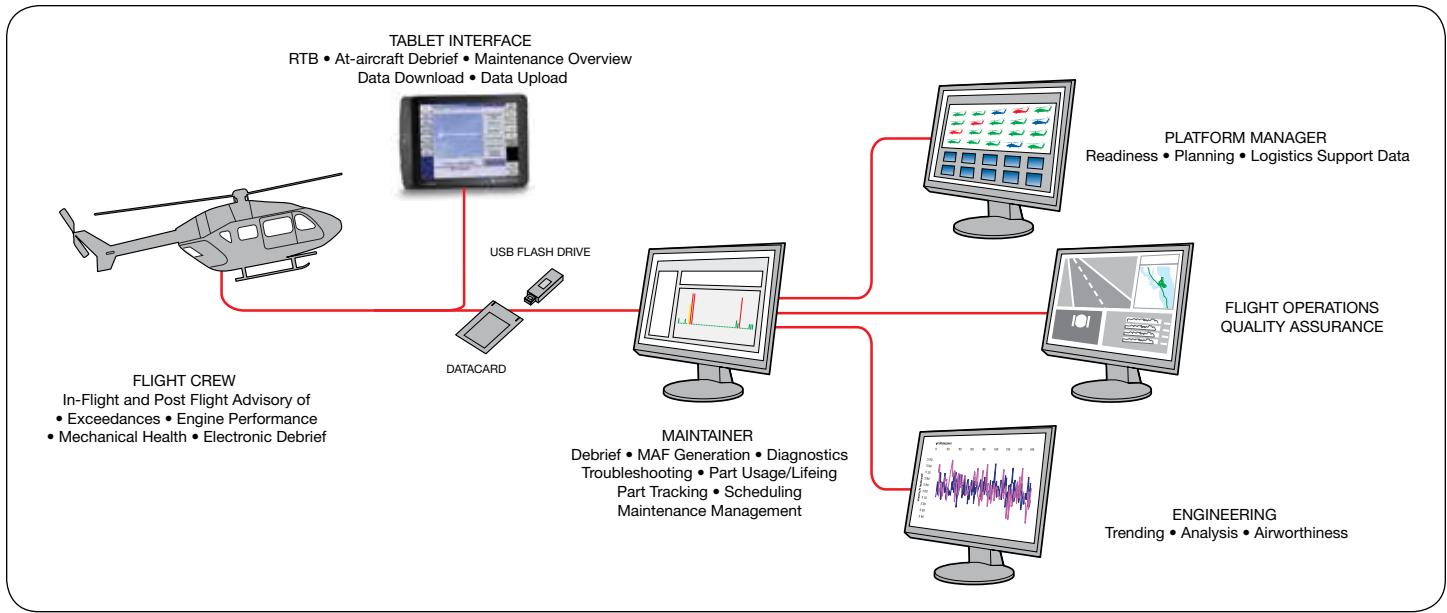 TABLET INTERFACE
RTB • At-aircraft Debrief • Maintenance Overview
Data Download • Data Upload
PLATFORM MANAGER
Readiness • Planning • Logistics Support Data
USB FLASH DRIVE
DATACARD
FLIGHT OPERATIONS
QUALITY ASSURANCE
FLIGHT CREW
In-Flight and Post Flight Advisory of
• Exceedances • Engine Performance
• Mechanical Health • Electronic Debrief
MAINTAINER
Debrief • MAF Generation • Diagnostics
Troubleshooting • Part Usage/Lifeing
Part Tracking • Scheduling
Maintenance Management
ENGINEERING
Trending • Analysis • Airworthiness